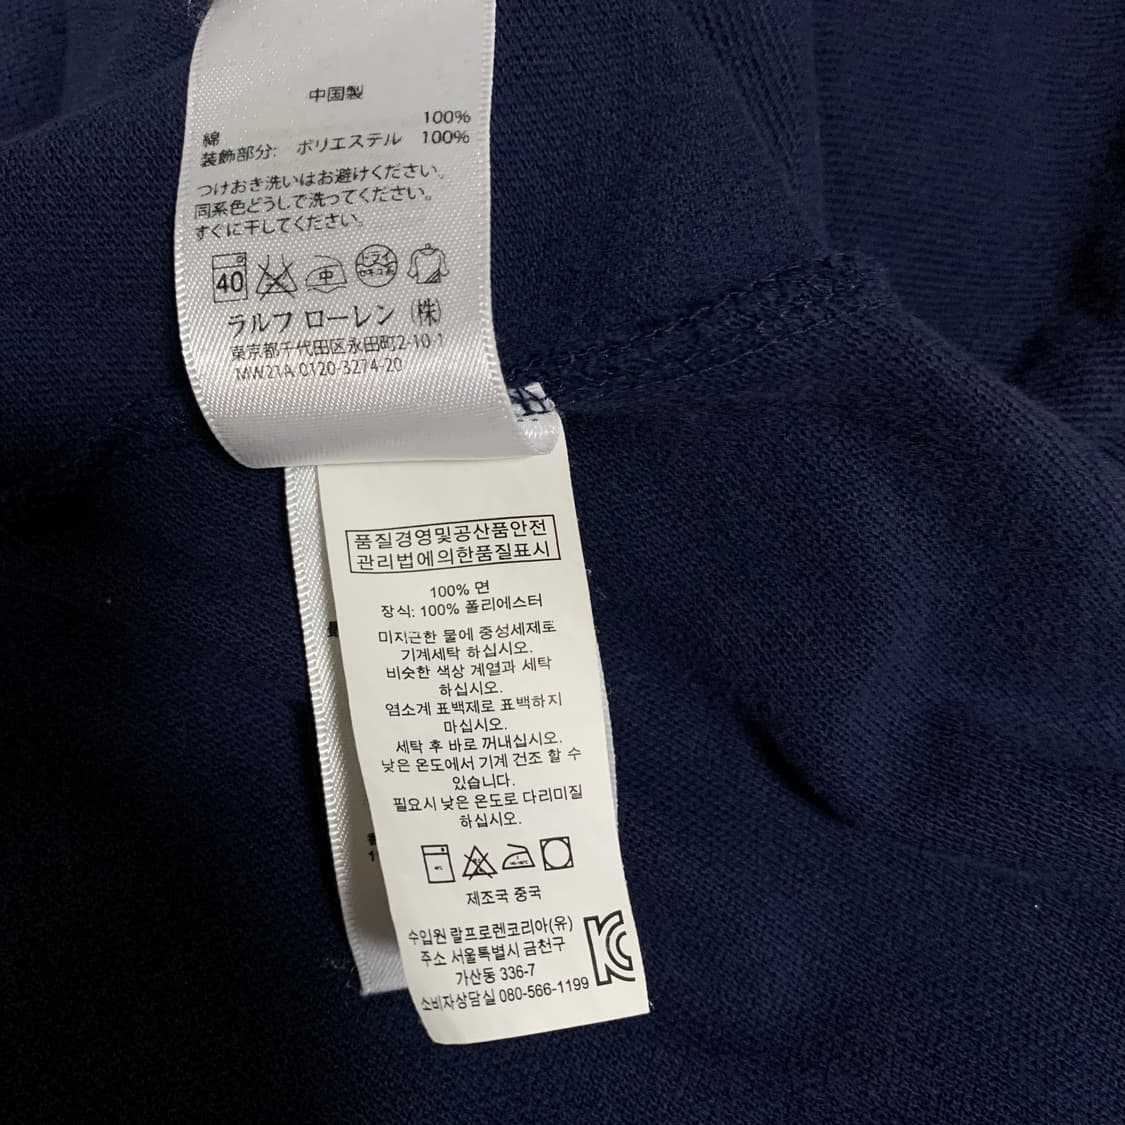 中国製
綿 100%
装飾部分: ポリエステル 100%
つけおき洗いはお避けください。
同系色どうしで洗ってください。
すぐに干してください。
40 中 ドライ
ラルフ ローレン (株)
東京都千代田区永田町2-10-1
MW21A 0120-3274-20
품질경영및공산품안전
관리법에의한품질표시
100% 면
장식: 100% 폴리에스터
미지근한 물에 중성세제로
기계세탁 하십시오.
비슷한 색상 계열과 세탁
하십시오.
염소계 표백제로 표백하지
마십시오.
세탁 후 바로 꺼내십시오.
낮은 온도에서 기계 건조 할 수
있습니다.
필요시 낮은 온도로 다리미질
하십시오.
제조국 중국
수입원 랄프로렌코리아(유)
주소 서울특별시 금천구
가산동 336-7
소비자상담실 080-566-1199